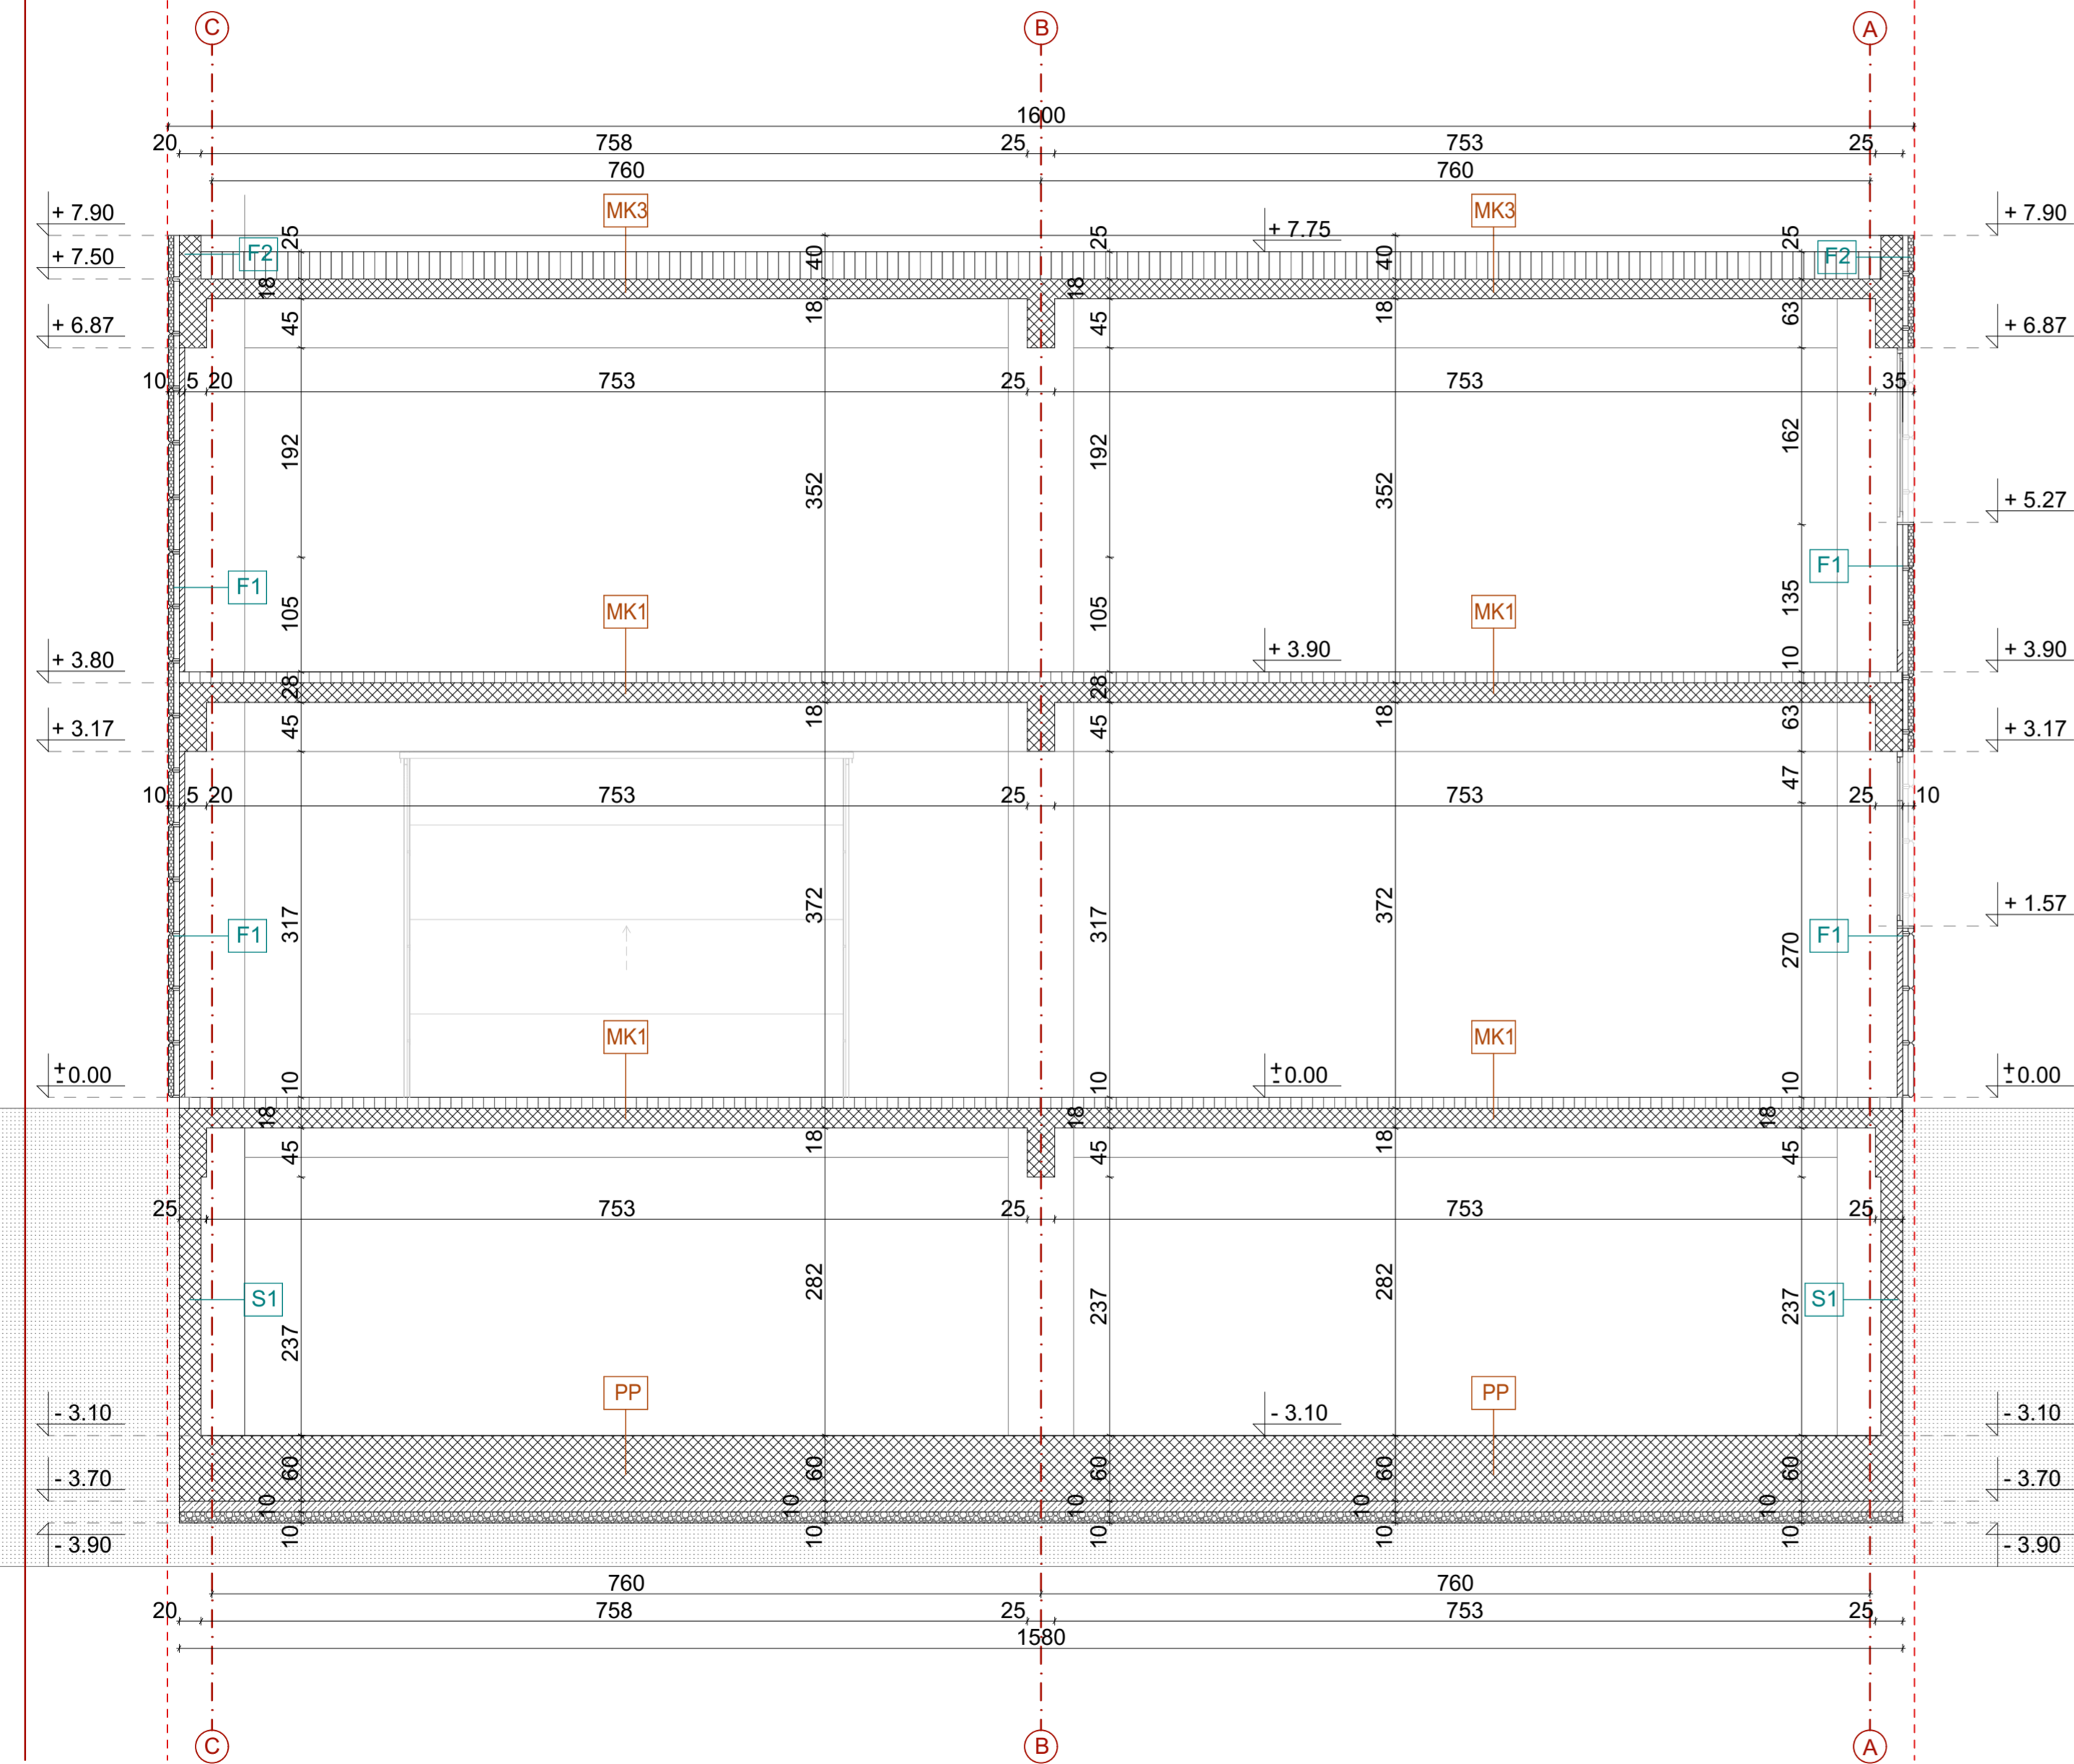 C B A
1600
20 758 25 753 25
760 760
MK3 MK3
+ 7.90 + 7.75 + 7.90
25 40 25 40 25
F2 F2
+ 7.50
18 18
45 18 45 18 63
+ 6.87 + 6.87
10 5 20 753 25 753 35
192 352 192 352 162
+ 5.27
F1 F1
105 MK1 105 MK1 135
+ 3.80 + 3.90 10 + 3.90
28 28
45 18 45 18 63
+ 3.17 + 3.17
47
10 5 20 753 25 753 25 10
317 372 317 372 270
+ 1.57
F1 F1
MK1 MK1
±0.00 10 10 ±0.00 10 ±0.00
18 18 18
45 18 45 18 45
25 753 25 753 25
282 282
S1 237 237 S1
237
PP PP
- 3.10 - 3.10 - 3.10
60 60 60 60 60
- 3.70 - 3.70
10 10 10 10 10
10 10 10 10 10
- 3.90 - 3.90
760 760
20 758 25 753 25
1580
C B A